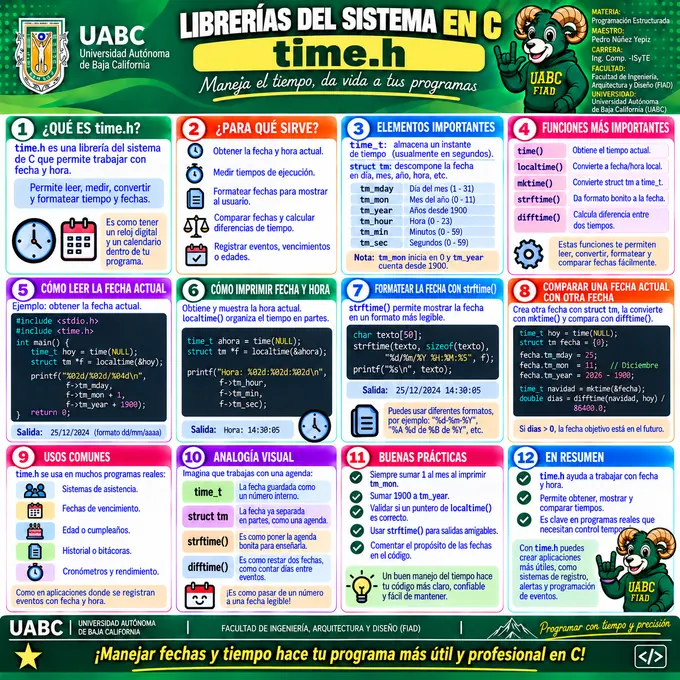 UABC
Universidad Autónoma
de Baja California
LIBRERÍAS DEL SISTEMA EN C
time.h
Maneja el tiempo, da vida a tus programas
UABC
FIAD
MATERIA:
Programación Estructurada
MAESTRO:
Pedro Núñez Yepiz
CARRERA:
Ing. Comp. -ISyTE
FACULTAD:
Facultad de Ingeniería,
Arquitectura y Diseño (FIAD)
UNIVERSIDAD:
Universidad Autónoma
de Baja California (UABC)
1 ¿QUÉ ES time.h?
time.h es una librería del sistema
de C que permite trabajar con
fecha y hora.
Permite leer, medir, convertir
y formatear tiempo y fechas.
Es como tener
un reloj digital
y un calendario
dentro de tu
programa.
2 ¿PARA QUÉ SIRVE?
Obtener la fecha y hora actual.
Medir tiempos de ejecución.
Formatear fechas para mostrar
al usuario.
Comparar fechas y calcular
diferencias de tiempo.
Registrar eventos, vencimientos
o edades.
3 ELEMENTOS IMPORTANTES
time_t: almacena un instante
de tiempo (usualmente en segundos).
struct tm: descompone la fecha
en día, mes, año, hora, etc.
tm_mday Día del mes (1 - 31)
tm_mon Mes del año (0 - 11)
tm_year Años desde 1900
tm_hour Hora (0 - 23)
tm_min Minutos (0 - 59)
tm_sec Segundos (0 - 59)
Nota: tm_mon inicia en 0 y tm_year
cuenta desde 1900.
4 FUNCIONES MÁS IMPORTANTES
time() Obtiene el tiempo actual.
localtime() Convierte a fecha/hora local.
mktime() Convierte struct tm a time_t.
strftime() Da formato bonito a la fecha.
difftime() Calcula diferencia entre
dos tiempos.
Estas funciones te permiten
leer, convertir, formatear y
comparar fechas fácilmente.
5 CÓMO LEER LA FECHA ACTUAL
Ejemplo: obtener la fecha actual.
#include <stdio.h>
#include <time.h>
int main() {
time_t hoy = time(NULL);
struct tm *f = localtime(&hoy);
printf("%02d/%02d/%04d\n",
f->tm_mday,
f->tm_mon + 1,
f->tm_year + 1900);
return 0;
}
Salida: 25/12/2024 (formato dd/mm/aaaa)
6 CÓMO IMPRIMIR FECHA Y HORA
Obtiene y muestra la hora actual.
localtime() organiza el tiempo en partes.
time_t ahora = time(NULL);
struct tm *f = localtime(&ahora);
printf("Hora: %02d:%02d:%02d\n",
f->tm_hour,
f->tm_min,
f->tm_sec);
Salida: Hora: 14:30:05
7 FORMATEAR LA FECHA CON strftime()
strftime() permite mostrar la fecha
en un formato más legible.
char texto[50];
strftime(texto, sizeof(texto),
"%d/%m/%Y %H:%M:%S", f);
printf("%s\n", texto);
Salida: 25/12/2024 14:30:05
Puedes usar diferentes formatos,
por ejemplo: "%d-%m-%Y",
"%A %d de %B de %Y", etc.
8 COMPARAR UNA FECHA ACTUAL
CON OTRA FECHA
Crea otra fecha con struct tm, la convierte
con mktime() y compara con difftime().
time_t hoy = time(NULL);
struct tm fecha = {0};
fecha.tm_mday = 25;
fecha.tm_mon = 11; // Diciembre
fecha.tm_year = 2026 - 1900;
time_t navidad = mktime(&fecha);
double dias = difftime(navidad, hoy) /
86400.0;
Si dias > 0, la fecha objetivo está en el futuro.
9 USOS COMUNES
time.h se usa en muchos programas reales:
Sistemas de asistencia.
Fechas de vencimiento.
Edad o cumpleaños.
Historial o bitácoras.
Cronómetros y rendimiento.
Como en aplicaciones donde se registran
eventos con fecha y hora.
10 ANALOGÍA VISUAL
Imagina que trabajas con una agenda:
time_t La fecha guardada como
un número interno.
struct tm La fecha ya separada
en partes, como una agenda.
strftime() Es como poner la agenda
bonita para enseñarla.
difftime() Es como restar dos fechas,
como contar días entre
eventos.
¡Es como pasar de un número
a una fecha legible!
11 BUENAS PRÁCTICAS
Siempre sumar 1 al mes al imprimir
tm_mon.
Sumar 1900 a tm_year.
Validar si un puntero de localtime()
es correcto.
Usar strftime() para salidas amigables.
Comentar el propósito de las fechas
en el código.
Un buen manejo del tiempo hace
tu código más claro, confiable
y fácil de mantener.
12 EN RESUMEN
time.h ayuda a trabajar con fecha
y hora.
Permite obtener, mostrar y
comparar tiempos.
Es clave en programas reales que
necesitan control tempo
Con time.h puedes
crear aplicaciones
más útiles, como
sistemas de registro,
alertas y programación
de eventos.
UABC
FIAD
UABC
UNIVERSIDAD AUTÓNOMA
DE BAJA CALIFORNIA
FACULTAD DE INGENIERÍA, ARQUITECTURA Y DISEÑO (FIAD)
Programar con tiempo y precisión
¡Manejar fechas y tiempo hace tu programa más útil y profesional en C!
</>